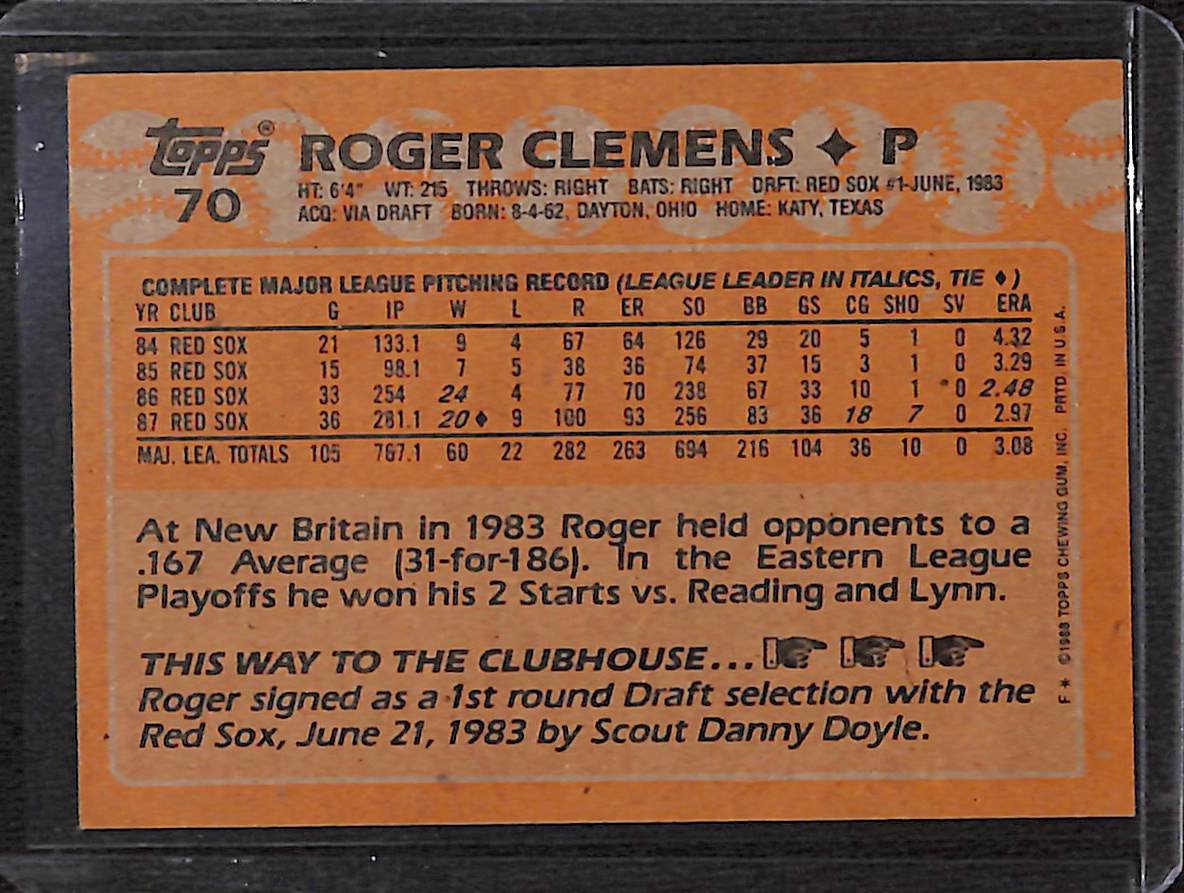 Topps® ROGER CLEMENS ✦ P
70 HT: 6'4" WT: 215 THROWS: RIGHT BATS: RIGHT DRFT: RED SOX #1-JUNE, 1983
ACQ: VIA DRAFT BORN: 8-4-62, DAYTON, OHIO HOME: KATY, TEXAS
COMPLETE MAJOR LEAGUE PITCHING RECORD (LEAGUE LEADER IN ITALICS, TIE ♦)
YR CLUB G IP W L R ER SO BB GS CG SHO SV ERA
84 RED SOX 21 133.1 9 4 67 64 126 29 20 5 1 0 4.32
85 RED SOX 15 98.1 7 5 38 36 74 37 15 3 1 0 3.29
86 RED SOX 33 254 24 4 77 70 238 67 33 10 1 0 2.48
87 RED SOX 36 281.1 20♦ 9 100 93 256 83 36 18 7 0 2.97
MAJ. LEA. TOTALS 105 767.1 60 22 282 263 694 216 104 36 10 0 3.08
At New Britain in 1983 Roger held opponents to a
.167 Average (31-for-186). In the Eastern League
Playoffs he won his 2 Starts vs. Reading and Lynn.
THIS WAY TO THE CLUBHOUSE...
Roger signed as a 1st round Draft selection with the
Red Sox, June 21, 1983 by Scout Danny Doyle.
F* ©1988 TOPPS CHEWING GUM, INC. PRTD. IN U.S.A.